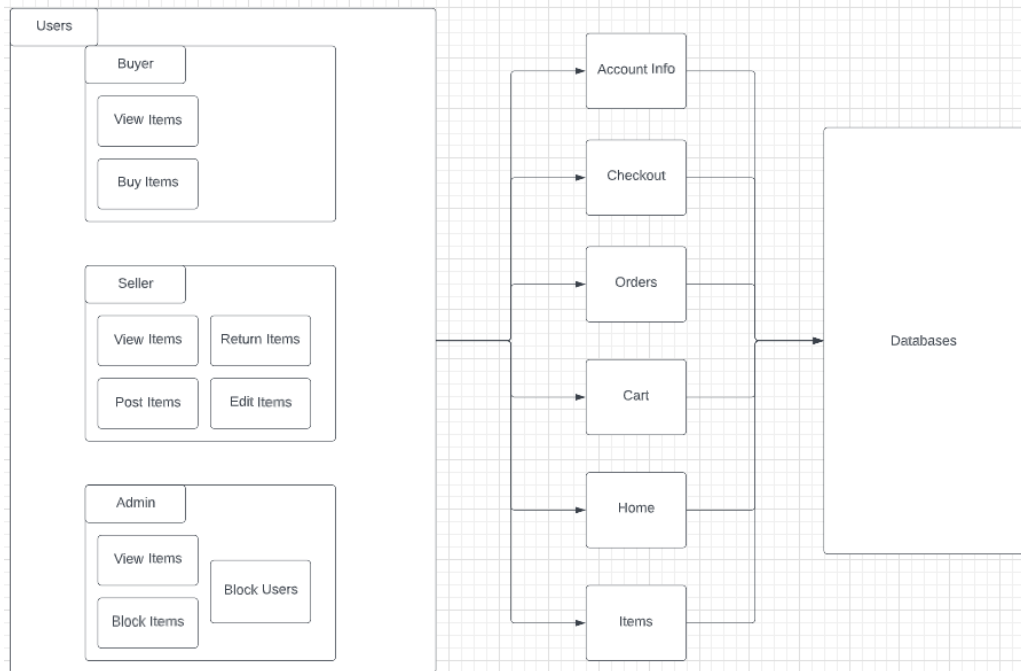 Users
Buyer
View Items
Buy Items
Seller
View Items
Return Items
Post Items
Edit Items
Admin
View Items
Block Users
Block Items
Account Info
Checkout
Orders
Cart
Home
Items
Databases